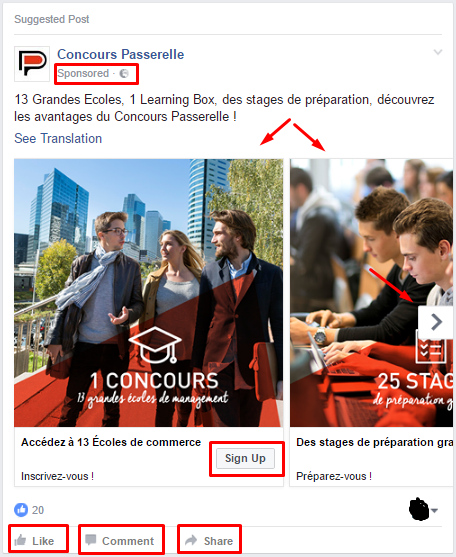 Suggested Post
Concours Passerelle
Sponsored ·
13 Grandes Ecoles, 1 Learning Box, des stages de préparation, découvrez
les avantages du Concours Passerelle !
See Translation
1 CONCOURS
13 grandes écoles de management
25 STAG
de préparation g
Accédez à 13 Écoles de commerce
Sign Up
Inscrivez-vous !
Des stages de préparation gra
Préparez-vous !
20
Like
Comment
Share